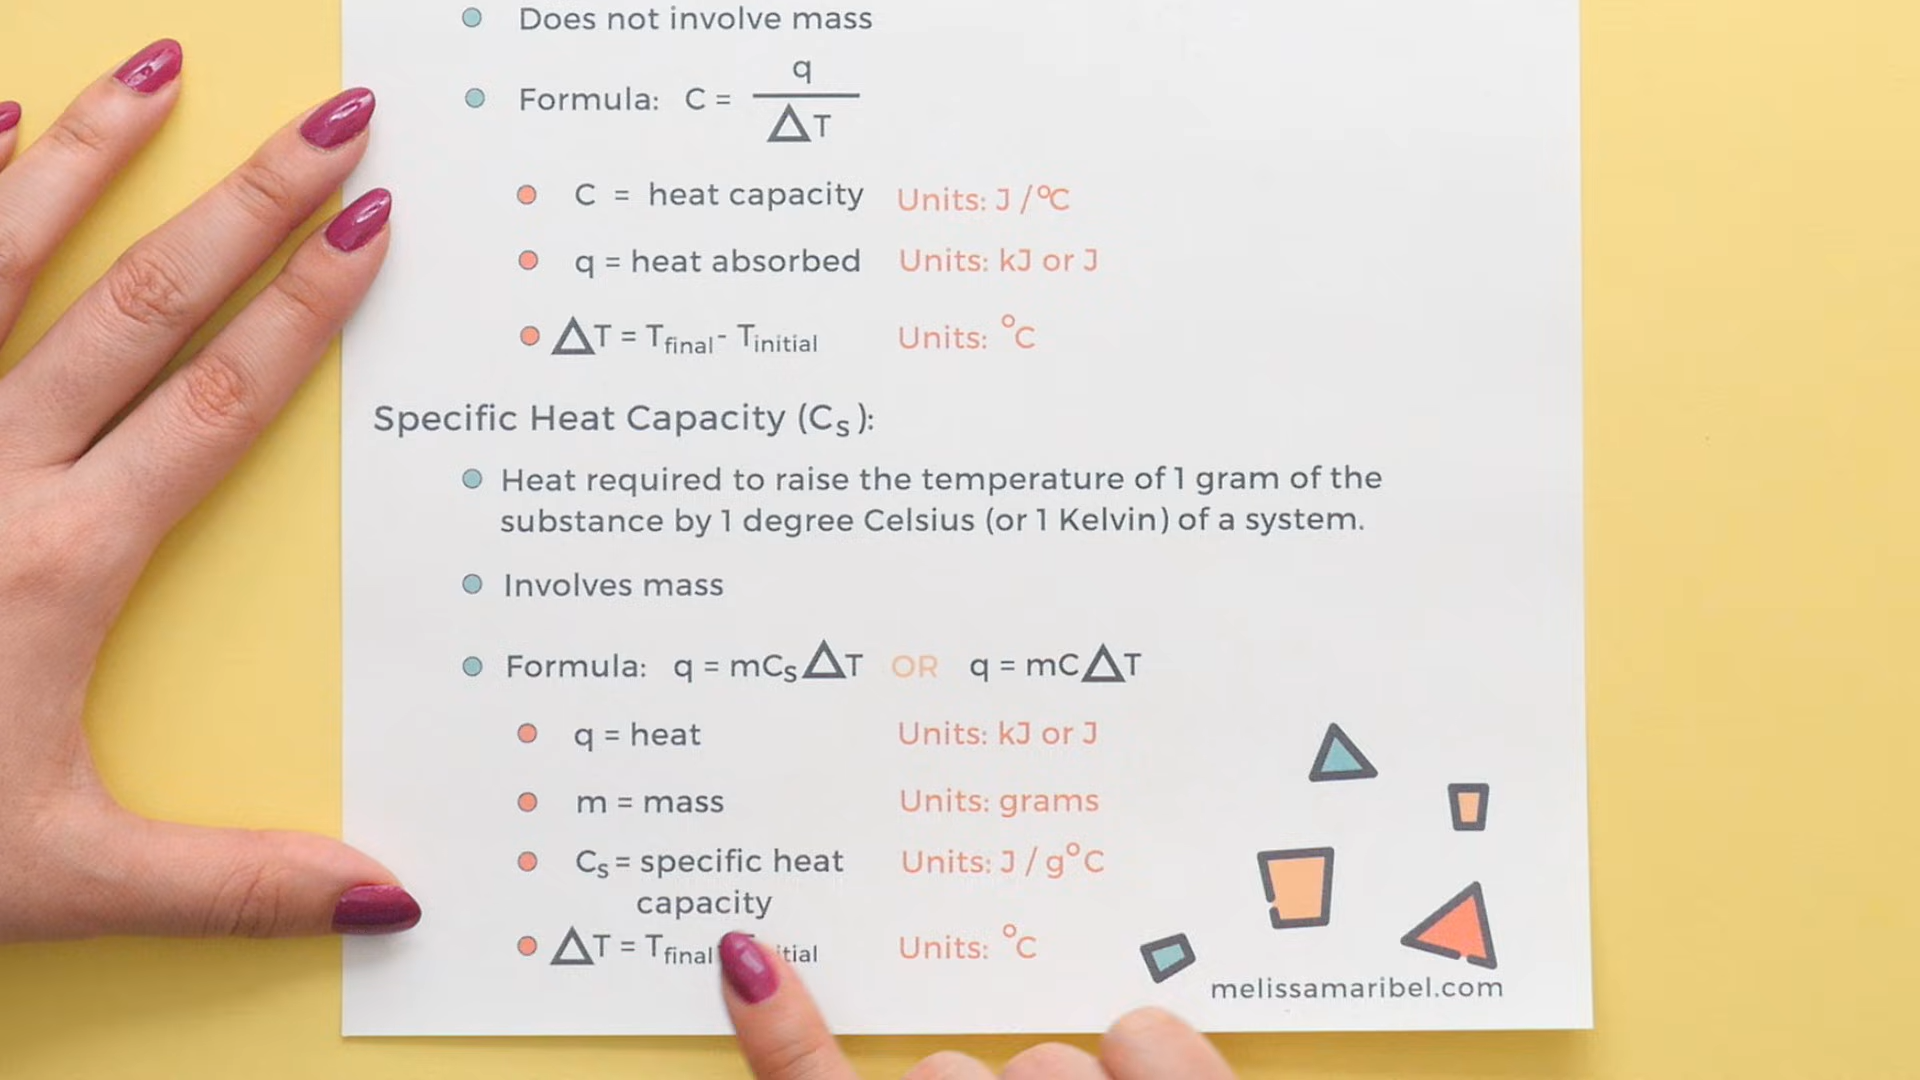 Does not involve mass
Formula: C = q / ΔT
C = heat capacity Units: J / °C
q = heat absorbed Units: kJ or J
ΔT = Tfinal - Tinitial Units: °C
Specific Heat Capacity (Cs):
Heat required to raise the temperature of 1 gram of the
substance by 1 degree Celsius (or 1 Kelvin) of a system.
Involves mass
Formula: q = mCsΔT OR q = mCΔT
q = heat Units: kJ or J
m = mass Units: grams
Cs = specific heat Units: J / g°C
capacity
ΔT = Tfinal Units: °C
melissamaribel.com